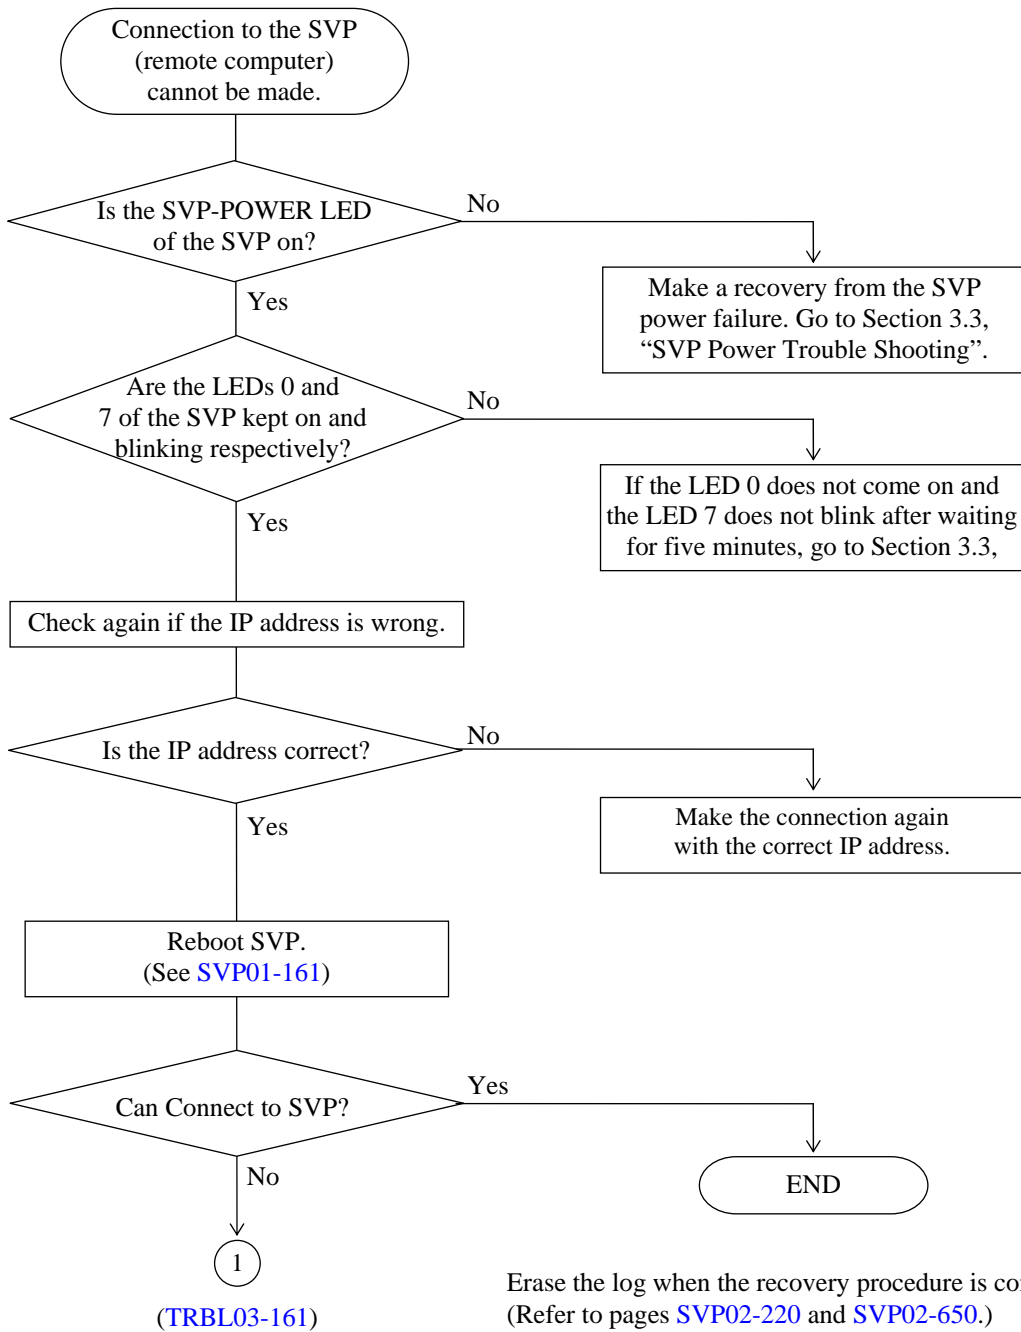 Connection to the SVP
(remote computer)
cannot be made.
Is the SVP-POWER LED
of the SVP on?
No
Yes
Make a recovery from the SVP
power failure. Go to Section 3.3,
“SVP Power Trouble Shooting”.
Are the LEDs 0 and
7 of the SVP kept on and
blinking respectively?
No
Yes
If the LED 0 does not come on and
the LED 7 does not blink after waiting
for five minutes, go to Section 3.3,
Check again if the IP address is wrong.
Is the IP address correct?
No
Yes
Make the connection again
with the correct IP address.
Reboot SVP.
(See SVP01-161)
Can Connect to SVP?
Yes
No
END
1
(TRBL03-161)
Erase the log when the recovery procedure is
(Refer to pages SVP02-220 and SVP02-650.)